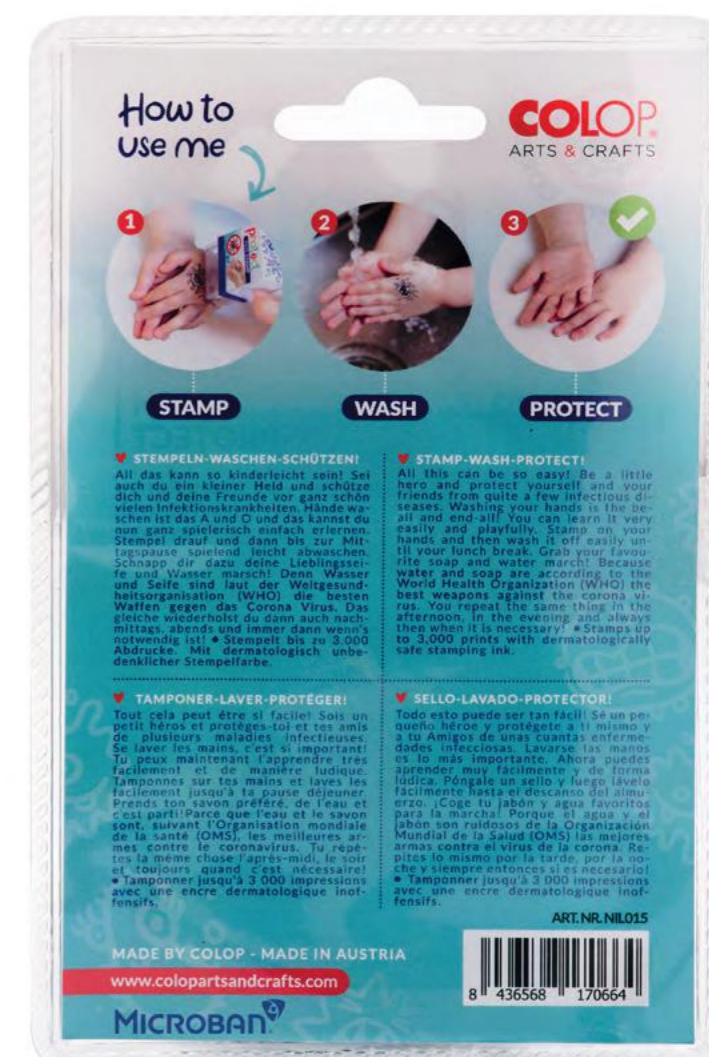 How to
use me
COLOP
ARTS & CRAFTS
1
2
3
STAMP
WASH
PROTECT
STEMPELN-WASCHEN-SCHÜTZEN!
All das kann so kinderleicht sein! Sei
auch du ein kleiner Held und schütze
dich und deine Freunde vor ganz schön
vielen Infektionskrankheiten. Hände wa-
schen ist das A und O und das kannst du
nun ganz spielerisch einfach erlernen.
Stempel drauf und dann bis zur Mit-
tagspause spielend leicht abwaschen.
Schnapp dir dazu deine Lieblingssei-
fe und Wasser marsch! Denn Wasser
und Seife sind laut der Weltgesund-
heitsorganisation (WHO) die besten
Waffen gegen das Corona Virus. Das
gleiche wiederholst du dann auch nach-
mittags, abends und immer dann wenn's
notwendig ist! • Stempelt bis zu 3.000
Abdrucke. Mit dermatologisch unbe-
denklicher Stempelfarbe.
STAMP-WASH-PROTECT!
All this can be so easy! Be a little
hero and protect yourself and your
friends from quite a few infectious di-
seases. Washing your hands is the be-
all and end-all! You can learn it very
easily and playfully. Stamp on your
hands and then wash it off easily un-
til your lunch break. Grab your favou-
rite soap and water march! Because
water and soap are according to the
World Health Organization (WHO) the
best weapons against the corona vi-
rus. You repeat the same thing in the
afternoon, in the evening and always
then when it is necessary! • Stamps up
to 3,000 prints with dermatologically
safe stamping ink.
TAMPONER-LAVER-PROTÉGER!
Tout cela peut être si facile! Sois un
petit héros et protèges-toi et tes amis
de plusieurs maladies infectieuses.
Se laver les mains, c'est si important!
Tu peux maintenant l'apprendre très
facilement et de manière ludique.
Tamponnes sur tes mains et laves les
facilement jusqu'à ta pause déjeuner.
Prends ton savon préféré, de l'eau et
c'est parti!Parce que l'eau et le savon
sont, suivant l'Organisation mondiale
de la santé (OMS), les meilleures ar-
mes contre le coronavirus. Tu répè-
tes la même chose l'après-midi, le soir
et toujours quand c'est nécessaire!
• Tamponner jusqu'à 3 000 impressions
avec une encre dermatologique inof-
fensifs.
SELLO-LAVADO-PROTECTOR!
Todo esto puede ser tan fácil! Sé un pe-
queño héroe y protégete a ti mismo y
a tu Amigos de unas cuantas enferme-
dades infecciosas. Lavarse las manos
es lo más importante. Ahora puedes
aprender muy fácilmente y de forma
lúdica. Póngale un sello y luego lávelo
fácilmente hasta el descanso del almu-
erzo. ¡Coge tu jabón y agua favoritos
para la marcha! Porque el agua y el
jabón son ruidosos de la Organización
Mundial de la Salud (OMS) las mejores
armas contra el virus de la corona. Re-
pites lo mismo por la tarde, por la no-
che y siempre entonces si es necesario!
• Tamponner jusqu'à 3 000 impressions
avec une encre dermatologique inof-
fensifs.
ART. NR. NIL015
MADE BY COLOP - MADE IN AUSTRIA
www.colopartsandcrafts.com
8 436568 170664
MICROBAN